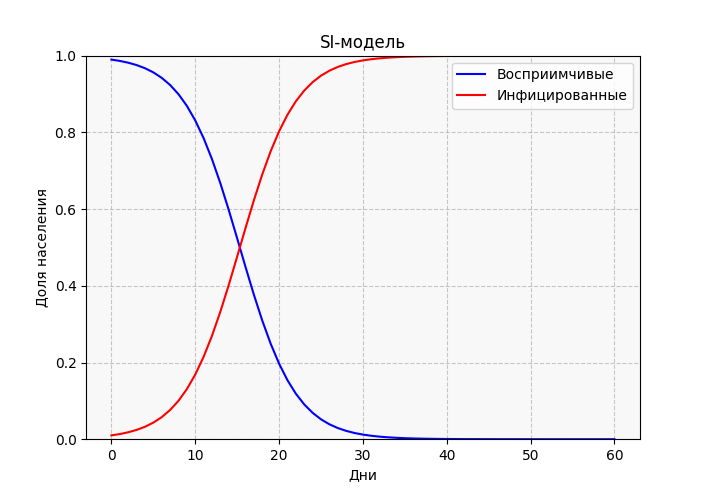 SI-модель
Восприимчивые
Инфицированные
1.0
0.8
0.6
0.4
0.2
0.0
Доля населения
0 10 20 30 40 50 60
Дни